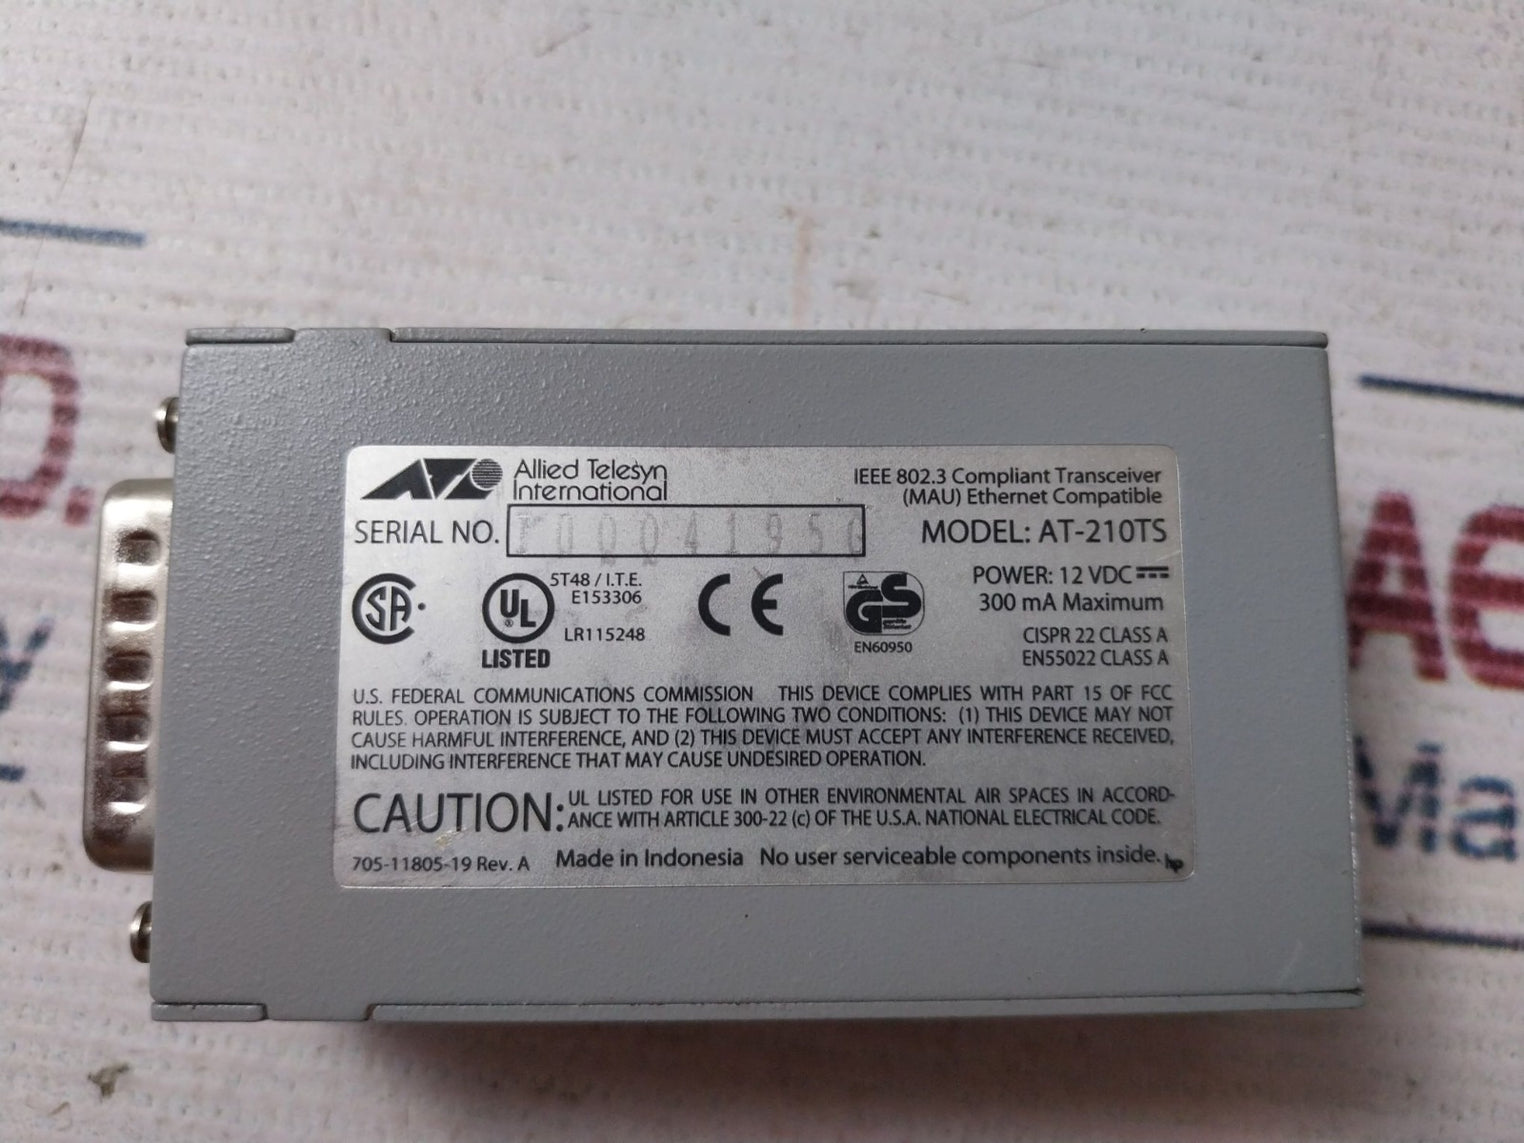 Allied Telesyn
International
IEEE 802.3 Compliant Transceiver
(MAU) Ethernet Compatible
SERIAL NO.
MODEL: AT-210TS
SA
UL
®
LISTED
5T48 / I.T.E.
E153306
LR115248
CE
GS
EN60950
POWER: 12 VDC
300 mA Maximum
CISPR 22 CLASS A
EN55022 CLASS A
U.S. FEDERAL COMMUNICATIONS COMMISSION THIS DEVICE COMPLIES WITH PART 15 OF FCC
RULES. OPERATION IS SUBJECT TO THE FOLLOWING TWO CONDITIONS: (1) THIS DEVICE MAY NOT
CAUSE HARMFUL INTERFERENCE, AND (2) THIS DEVICE MUST ACCEPT ANY INTERFERENCE RECEIVED,
INCLUDING INTERFERENCE THAT MAY CAUSE UNDESIRED OPERATION.
CAUTION: UL LISTED FOR USE IN OTHER ENVIRONMENTAL AIR SPACES IN ACCORD-
ANCE WITH ARTICLE 300-22 (c) OF THE U.S.A. NATIONAL ELECTRICAL CODE.
705-11805-19 Rev. A Made in Indonesia No user serviceable components inside.